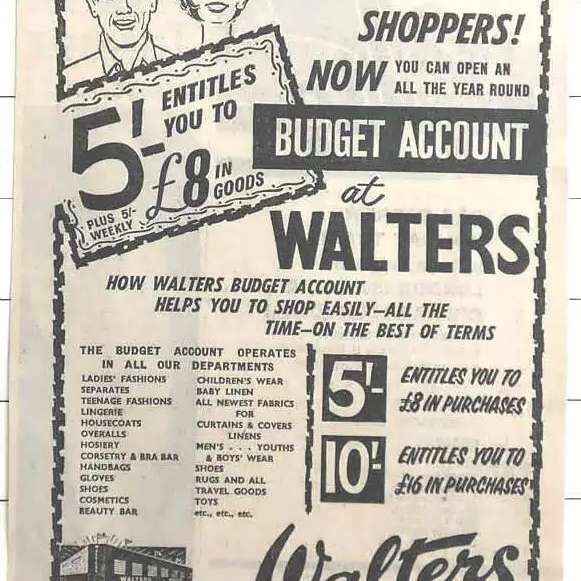 SHOPPERS!
NOW YOU CAN OPEN AN
ALL THE YEAR ROUND
BUDGET ACCOUNT
at
WALTERS
5/- ENTITLES
YOU TO
£8 IN
GOODS
PLUS 5/-
WEEKLY
HOW WALTERS BUDGET ACCOUNT
HELPS YOU TO SHOP EASILY—ALL THE
TIME—ON THE BEST OF TERMS
THE BUDGET ACCOUNT OPERATES
IN ALL OUR DEPARTMENTS
LADIES' FASHIONS
SEPARATES
TEENAGE FASHIONS
LINGERIE
HOUSECOATS
OVERALLS
HOSIERY
CORSETRY & BRA BAR
HANDBAGS
GLOVES
SHOES
COSMETICS
BEAUTY BAR
CHILDREN'S WEAR
BABY LINEN
ALL NEWEST FABRICS
FOR
CURTAINS & COVERS
LINENS
MEN'S . . . YOUTHS
& BOYS' WEAR
SHOES
RUGS AND ALL
TRAVEL GOODS
TOYS
etc., etc., etc.
5/- ENTITLES YOU TO
£8 IN PURCHASES
10/- ENTITLES YOU TO
£16 IN PURCHASES
WALTERS
Walters